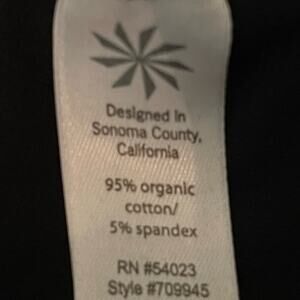 Designed in
Sonoma County,
California
95% organic
cotton/
5% spandex
RN #54023
Style #709945